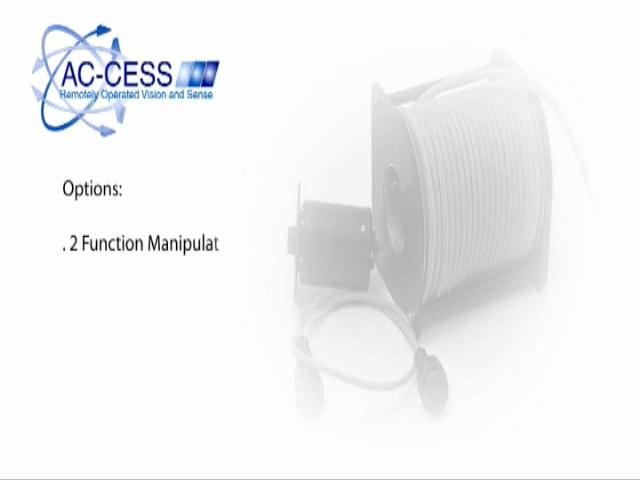 AC-CESS
Remotely Operated Vision and Sense
Options:
. 2 Function Manipulat